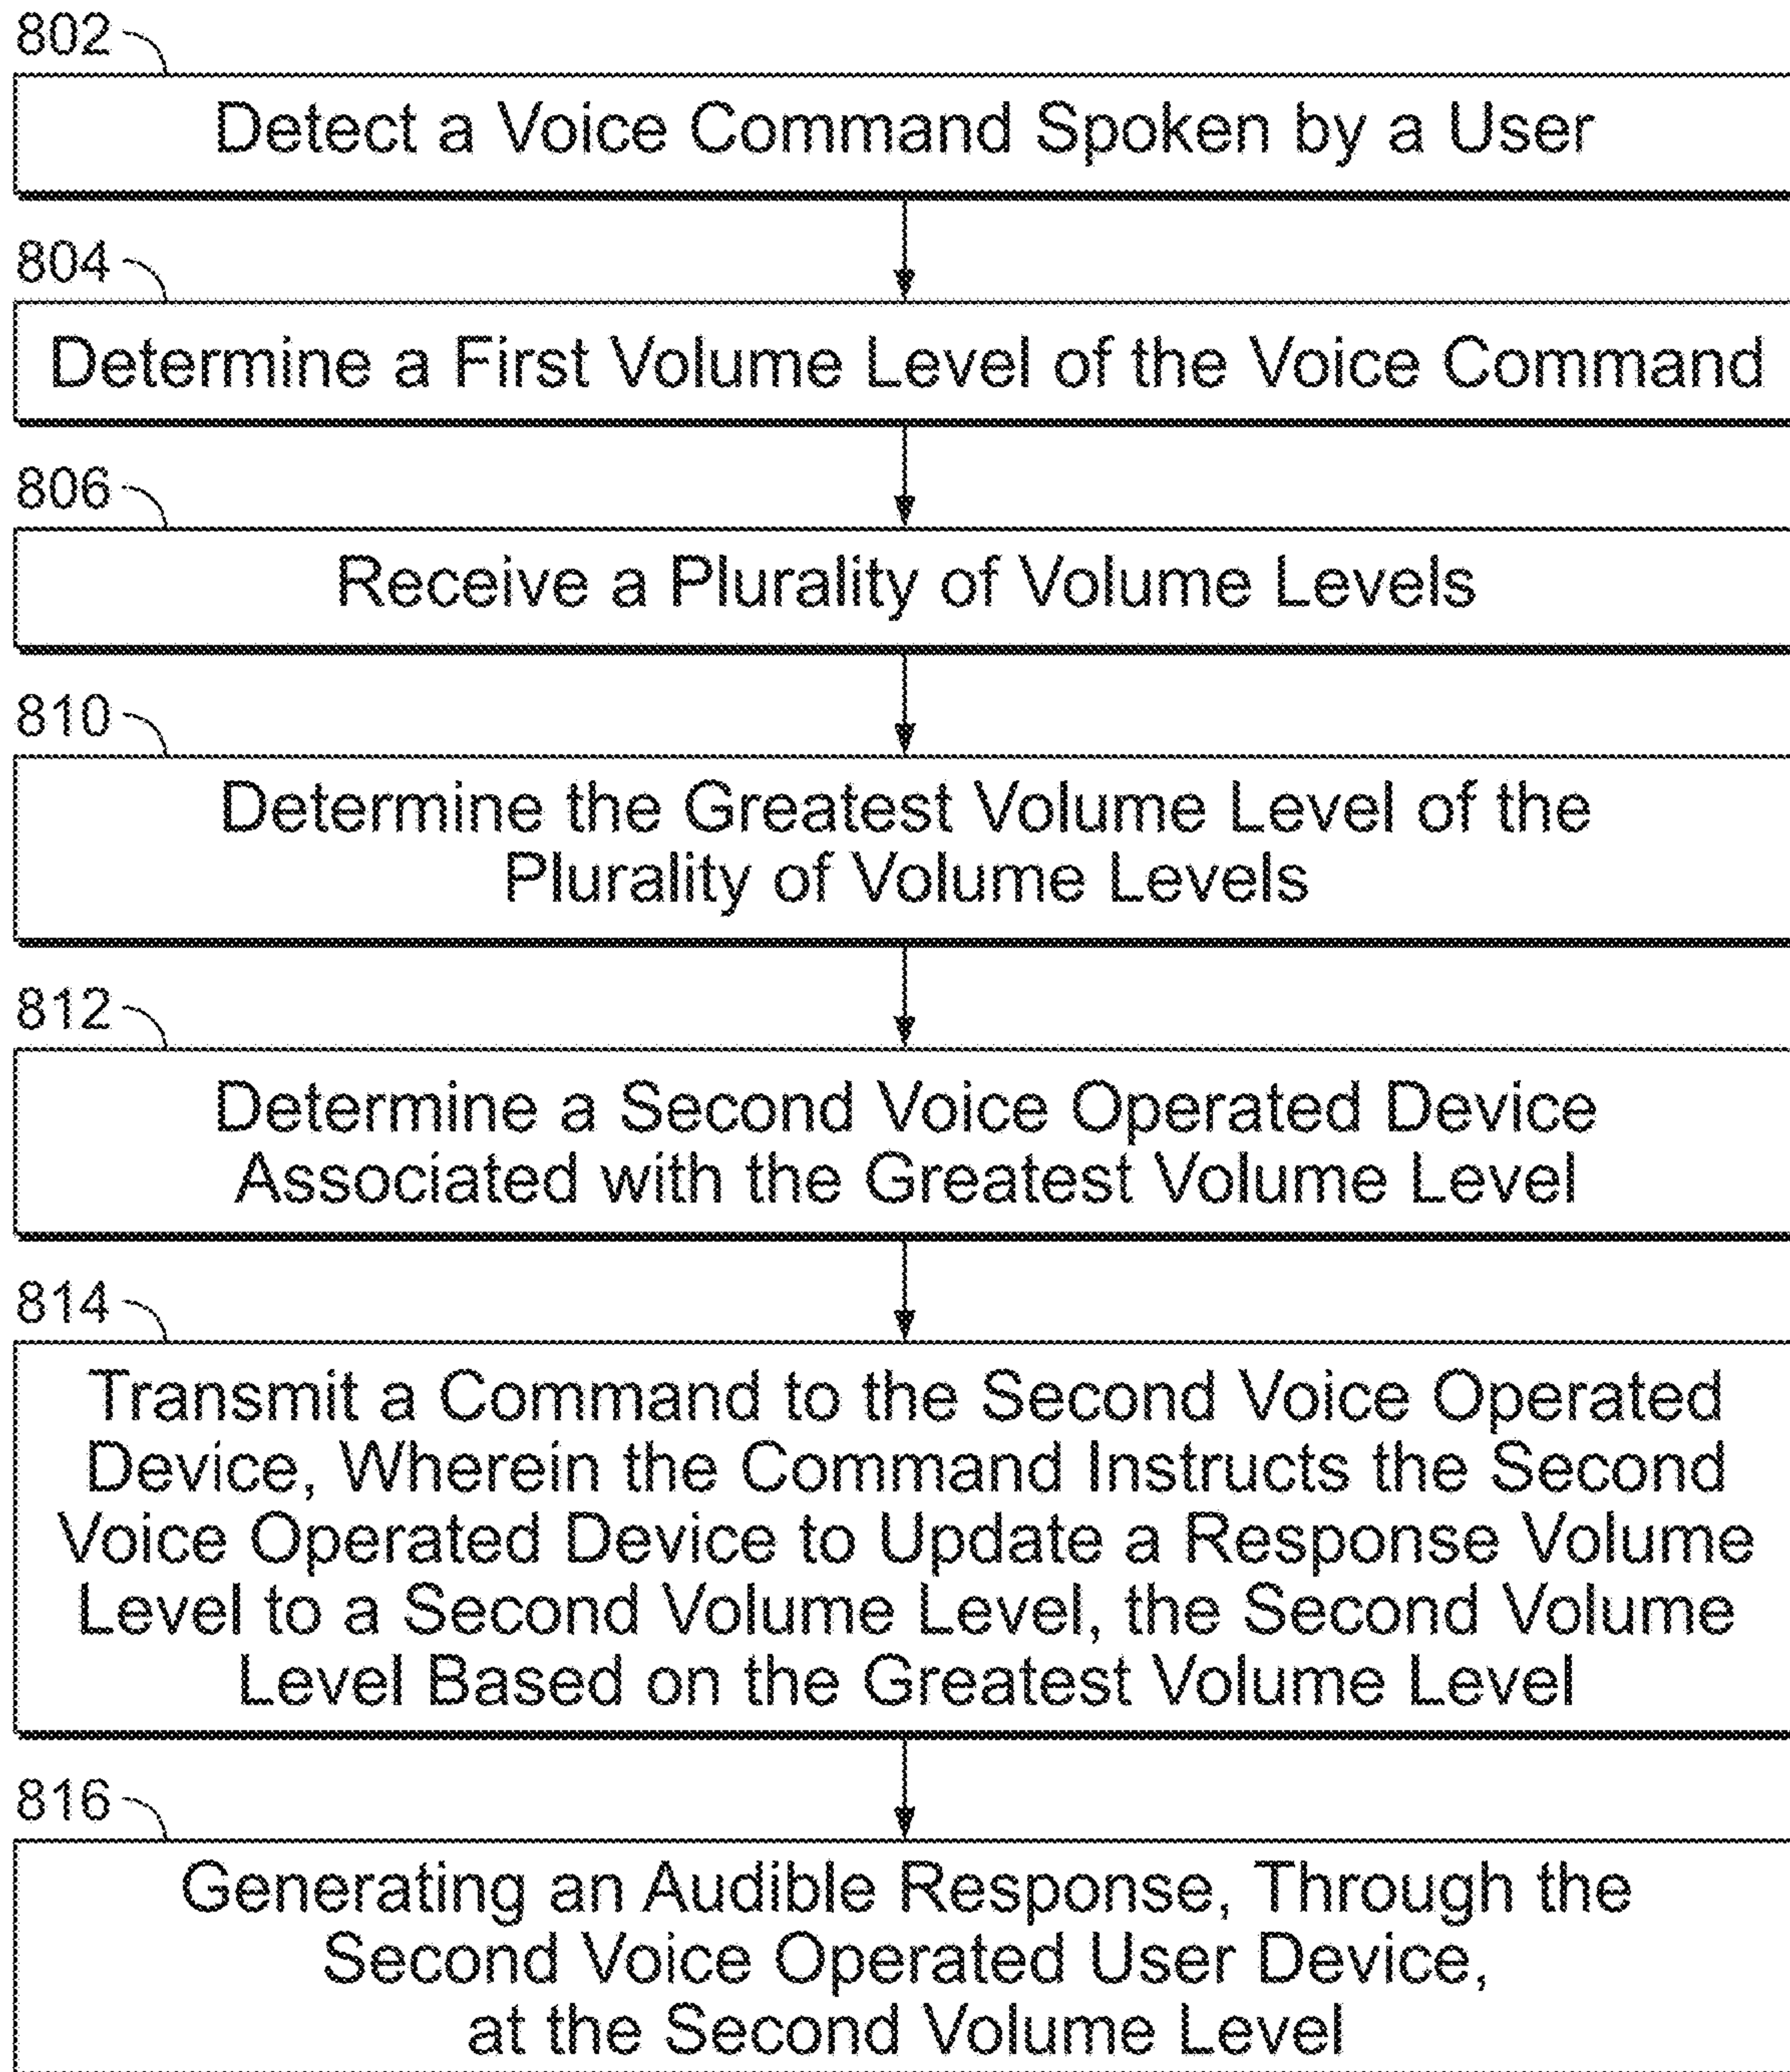 802
Detect a Voice Command Spoken by a User
804
Determine a First Volume Level of the Voice Command
806
Receive a Plurality of Volume Levels
810
Determine the Greatest Volume Level of the
Plurality of Volume Levels
812
Determine a Second Voice Operated Device
Associated with the Greatest Volume Level
814
Transmit a Command to the Second Voice Operated
Device, Wherein the Command Instructs the Second
Voice Operated Device to Update a Response Volume
Level to a Second Volume Level, the Second Volume
Level Based on the Greatest Volume Level
816
Generating an Audible Response, Through the
Second Voice Operated User Device,
at the Second Volume Level